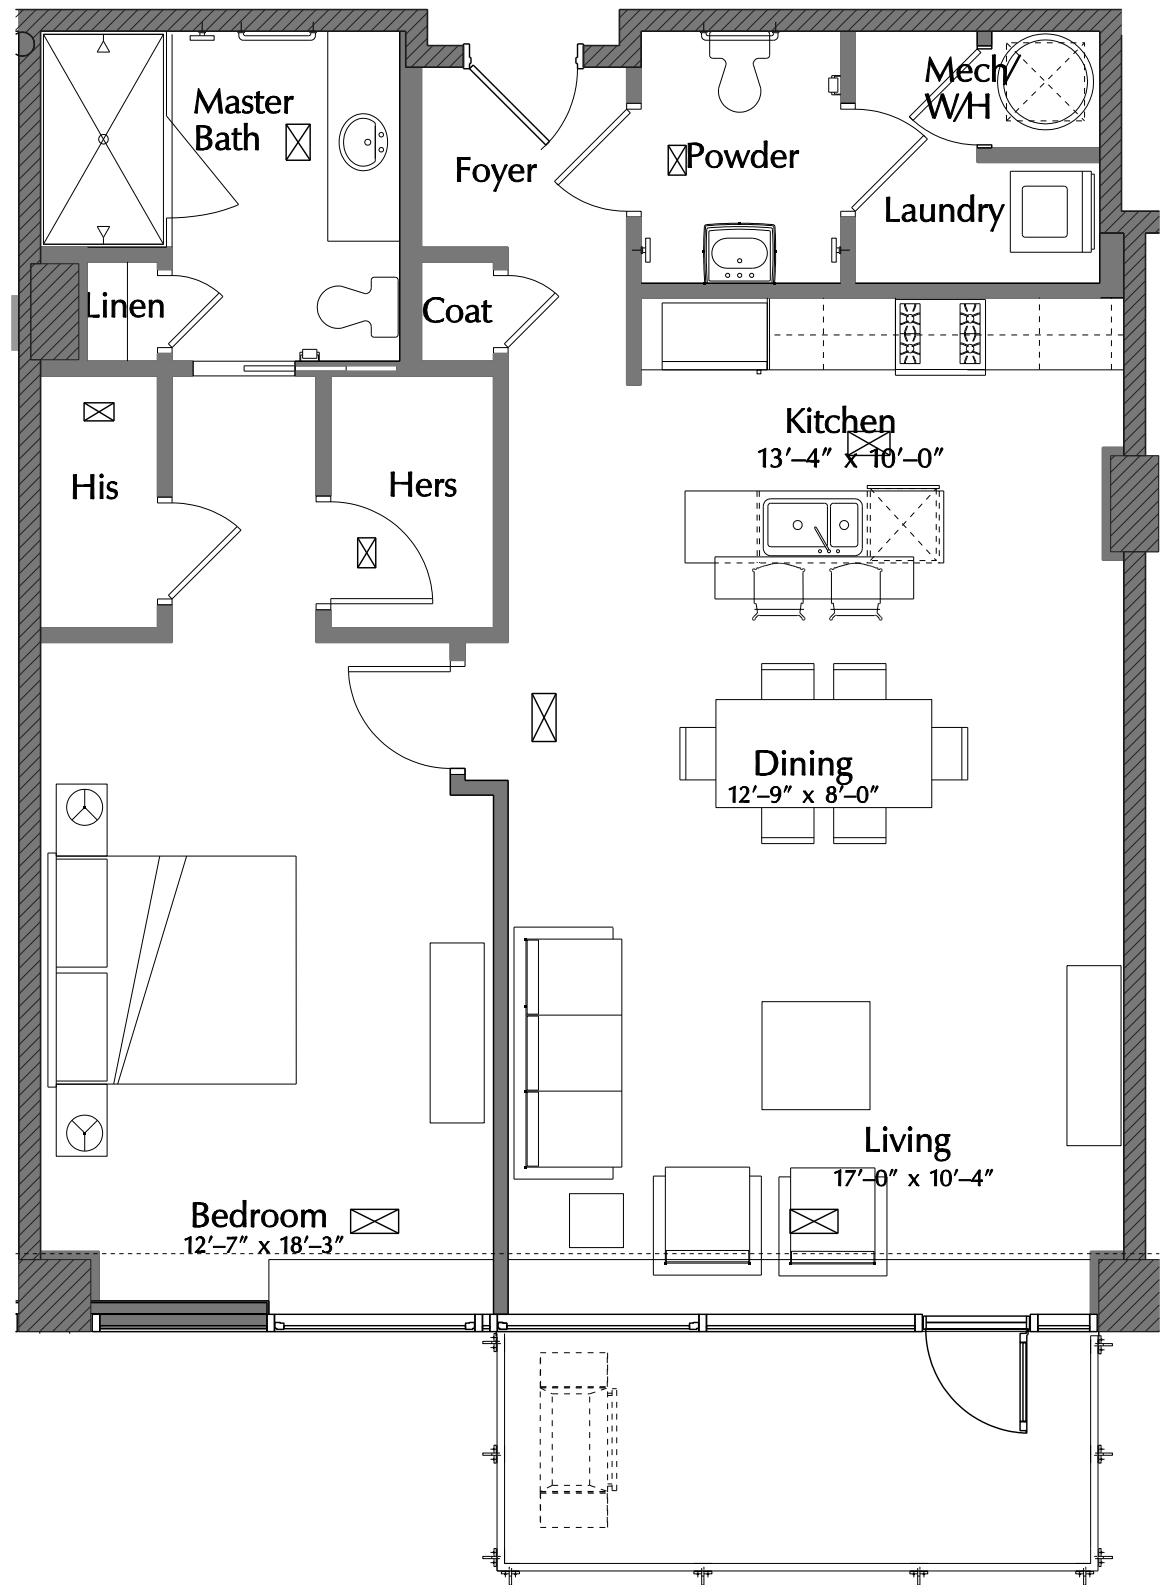 Master
Bath
Foyer
Powder
Mech/
W/H
Laundry
Linen
Coat
Kitchen
13'–4" x 10'–0"
His
Hers
Dining
12'–9" x 8'–0"
Living
17'–0" x 10'–4"
Bedroom
12'–7" x 18'–3"